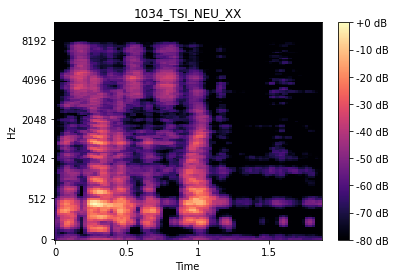 1034_TSI_NEU_XX
+0 dB
8192
-10 dB
4096
-20 dB
-30 dB
2048
Hz
-40 dB
1024
-50 dB
512
-60 dB
-70 dB
0
-80 dB
0
0.5
1
1.5
Time